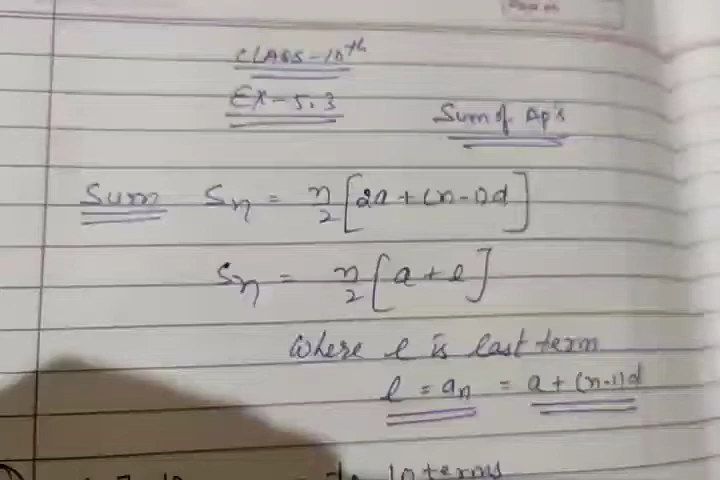 CLASS-10th
Ex-5.3
Sum of Ap's
Sum Sn = n/2[2a+(n-1)d]
Sn = n/2[a+l]
Where l is last term
l = an = a+(n-1)d
10 terms